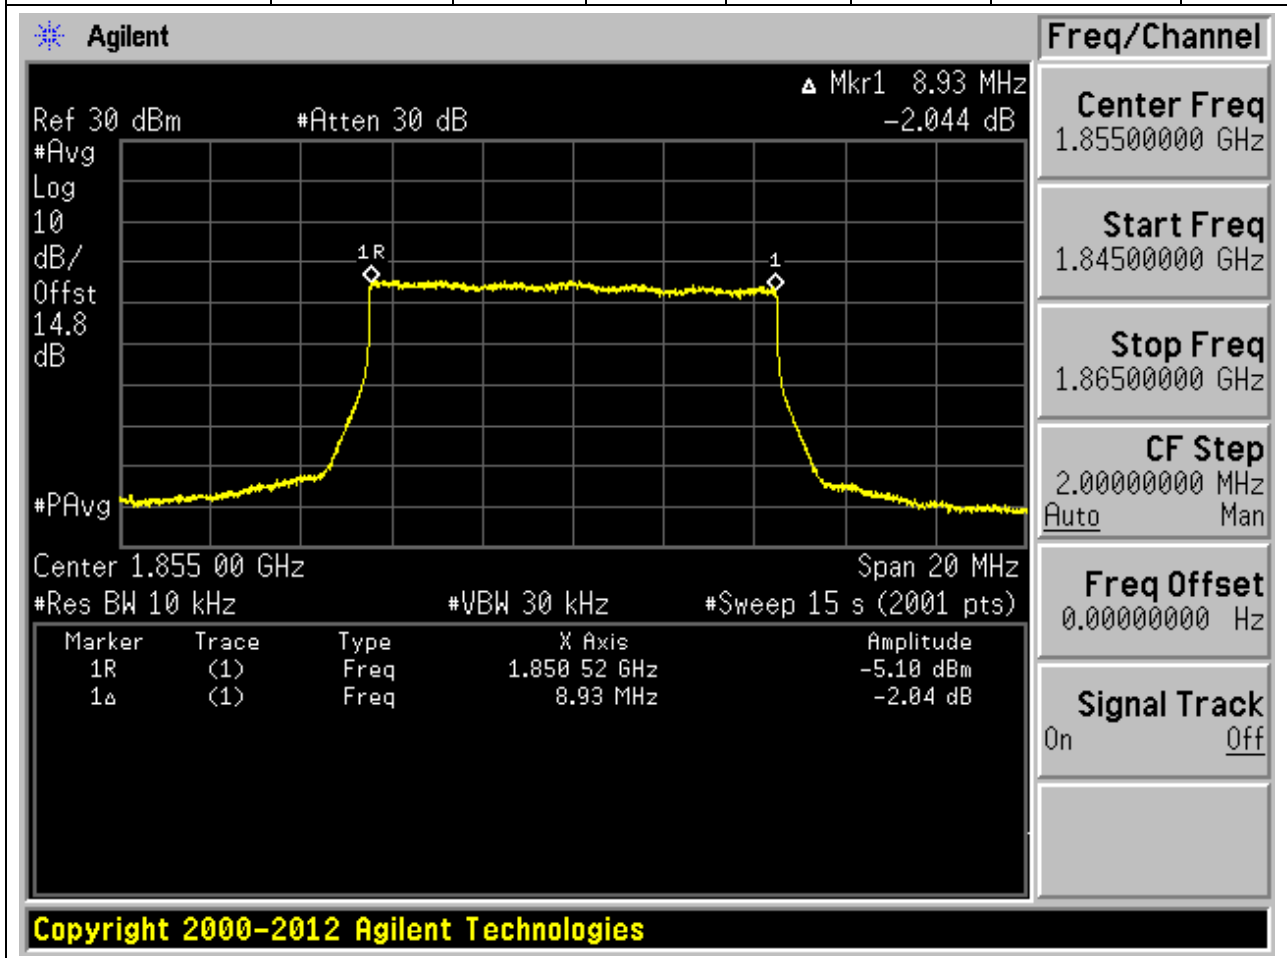 Agilent
Freq/Channel
Δ Mkr1 8.93 MHz
Ref 30 dBm #Atten 30 dB -2.044 dB
#Avg
Log
10
dB/
Offst
14.8
dB
#PAvg
1R
1
Center 1.855 00 GHz Span 20 MHz
#Res BW 10 kHz #VBW 30 kHz #Sweep 15 s (2001 pts)
Marker Trace Type X Axis Amplitude
1R (1) Freq 1.850 52 GHz -5.10 dBm
1Δ (1) Freq 8.93 MHz -2.04 dB
Center Freq
1.85500000 GHz
Start Freq
1.84500000 GHz
Stop Freq
1.86500000 GHz
CF Step
2.00000000 MHz
Auto Man
Freq Offset
0.00000000 Hz
Signal Track
On Off
Copyright 2000-2012 Agilent Technologies